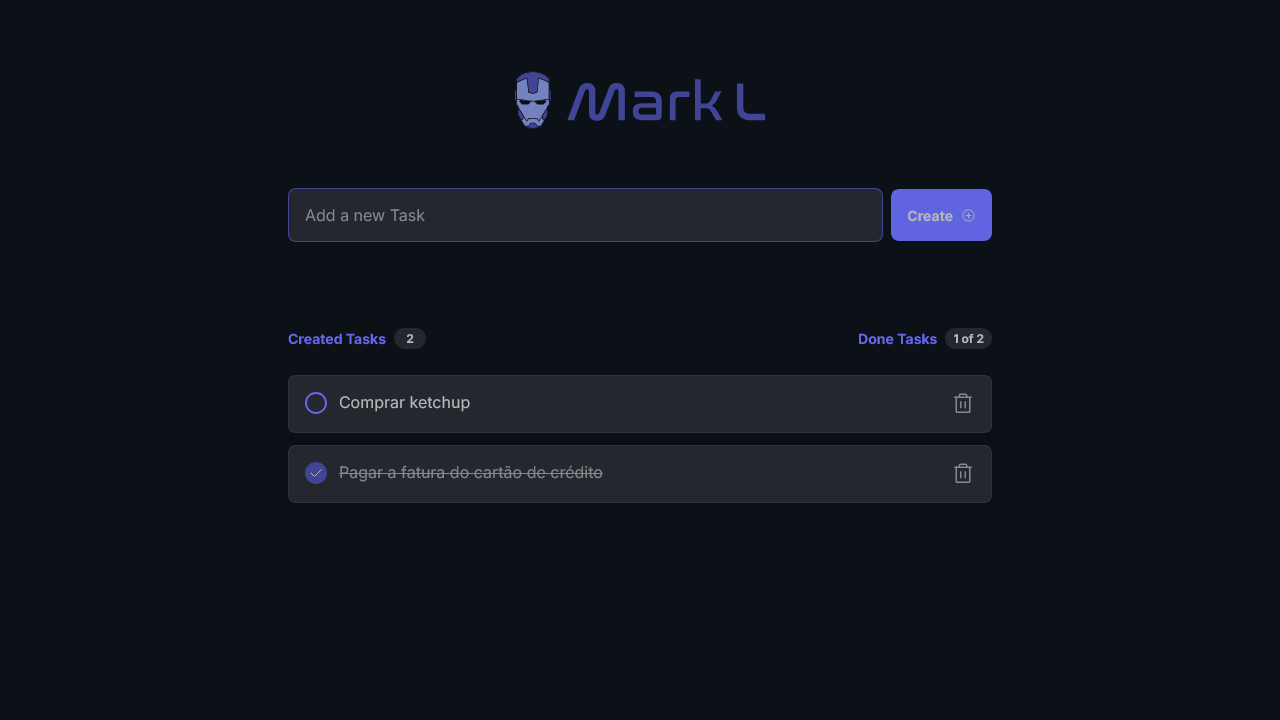 Mark L
Add a new Task
Create
Created Tasks 2
Done Tasks 1 of 2
Comprar ketchup
Pagar a fatura do cartão de crédito